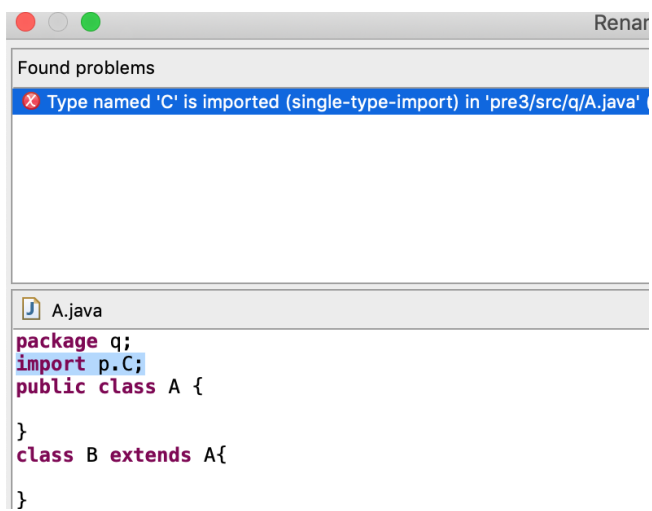 Renar
Found problems
Type named 'C' is imported (single-type-import) in 'pre3/src/q/A.java' (
A.java
package q;
import p.C;
public class A {
}
class B extends A{
}